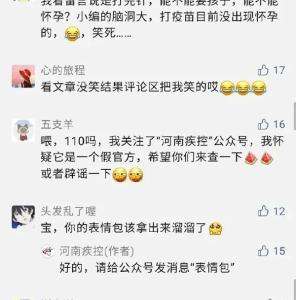 我看留言说是打完针，能不能要孩子，能不能
怀孕？小编的脑洞大，打疫苗目前没出现怀孕
的，😂，笑死……
心的旅程
17
看文章没笑结果评论区把我笑的哎😂😂😂
五支羊
16
喂，110吗，我关注了“河南疾控”公众号，我怀
疑它是一个假官方，希望你们来查一下🍉🍉
或者辟谣一下
头发乱了喔
12
宝，你的表情包该拿出来溜溜了
河南疾控(作者)
15
好的，请给公众号发消息“表情包”